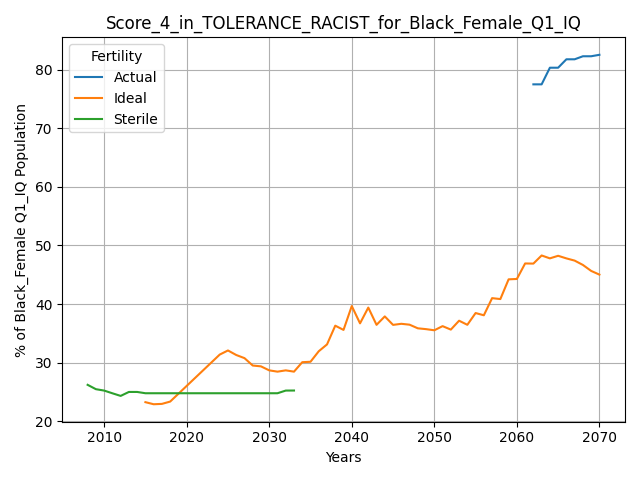 Score_4_in_TOLERANCE_RACIST_for_Black_Female_Q1_IQ
Fertility
Actual
Ideal
Sterile
% of Black_Female Q1_IQ Population
80
70
60
50
40
30
20
2010 2020 2030 2040 2050 2060 2070
Years